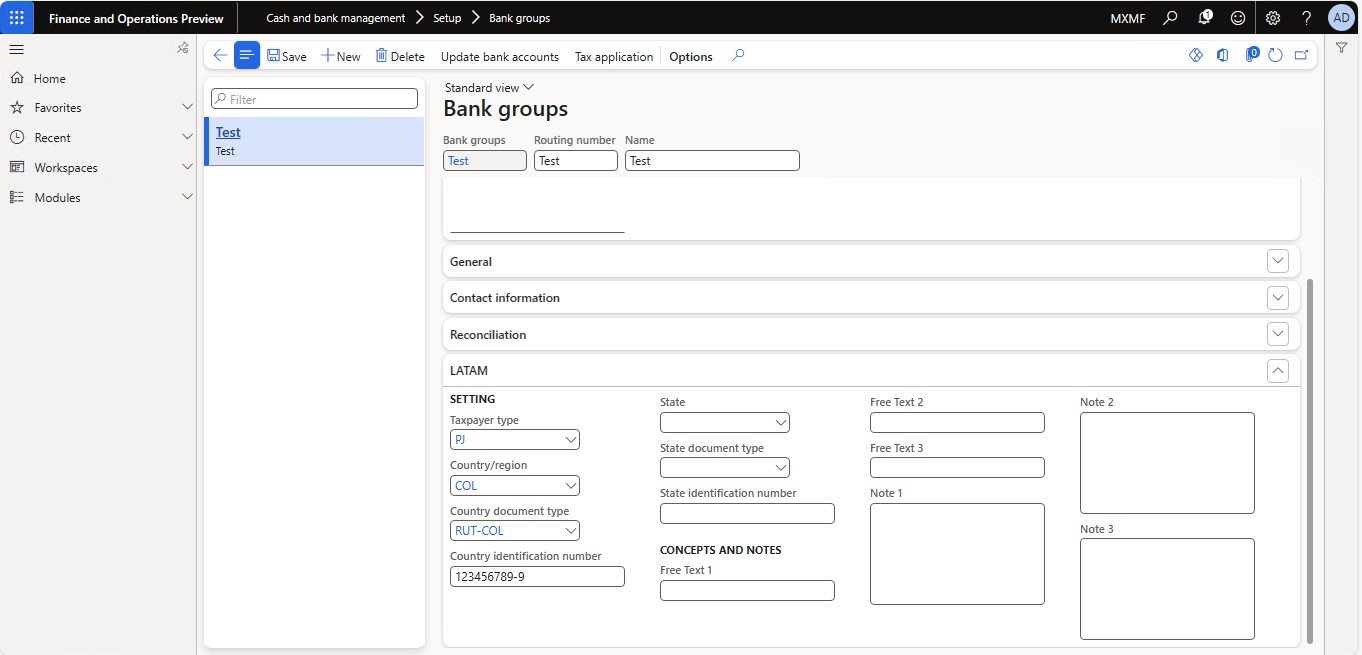 Finance and Operations Preview
Cash and bank management > Setup > Bank groups
MXMF
1
?
AD
Home
Favorites
Recent
Workspaces
Modules
Save
New
Delete
Update bank accounts
Tax application
Options
0
Filter
Test
Test
Standard view
Bank groups
Bank groups Routing number Name
Test Test Test
General
Contact information
Reconciliation
LATAM
SETTING
Taxpayer type
PJ
Country/region
COL
Country document type
RUT-COL
Country identification number
123456789-9
State
State document type
State identification number
CONCEPTS AND NOTES
Free Text 1
Free Text 2
Free Text 3
Note 1
Note 2
Note 3